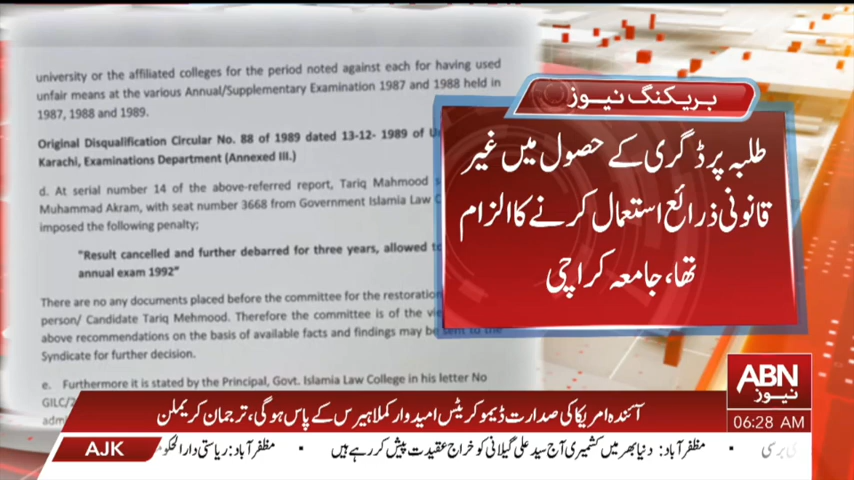 university or the affiliated colleges for the period noted against each for having used
unfair means at the various Annual/Supplementary Examination 1987 and 1988 held in
1987, 1988 and 1989.
Original Disqualification Circular No. 88 of 1989 dated 13-12- 1989 of
Karachi, Examinations Department (Annexed III.)
d. At serial number 14 of the above-referred report, Tariq Mahmood
Muhammad Akram, with seat number 3668 from Government Islamia Law
imposed the following penalty;
"Result cancelled and further debarred for three years, allowed
annual exam 1992"
There are no any documents placed before the committee for the restoration
person/ Candidate Tariq Mehmood. Therefore the committee is of the
above recommendations on the basis of available facts and findings may be sent to the
Syndicate for further decision.
e. Furthermore it is stated by the Principal, Govt. Islamia Law College in his letter No
بریکنگ نیوز
طلبہ پر ڈگری کے حصول میں غیر
قانونی ذرائع استعمال کرنے کا الزام
تھا، جامعہ کراچی
ABN
نیوز
06:28 AM
آئندہ امریکا کی صدارت ڈیموکریٹس امیدوار کملا ہیرس کے پاس ہوگی، ترجمان کریملن
AJK
کی برسی • مظفرآباد: دنیا بھر میں کشمیری آج سید علی گیلانی کو خراج عقیدت پیش کر رہے ہیں • مظفرآباد: ریاستی